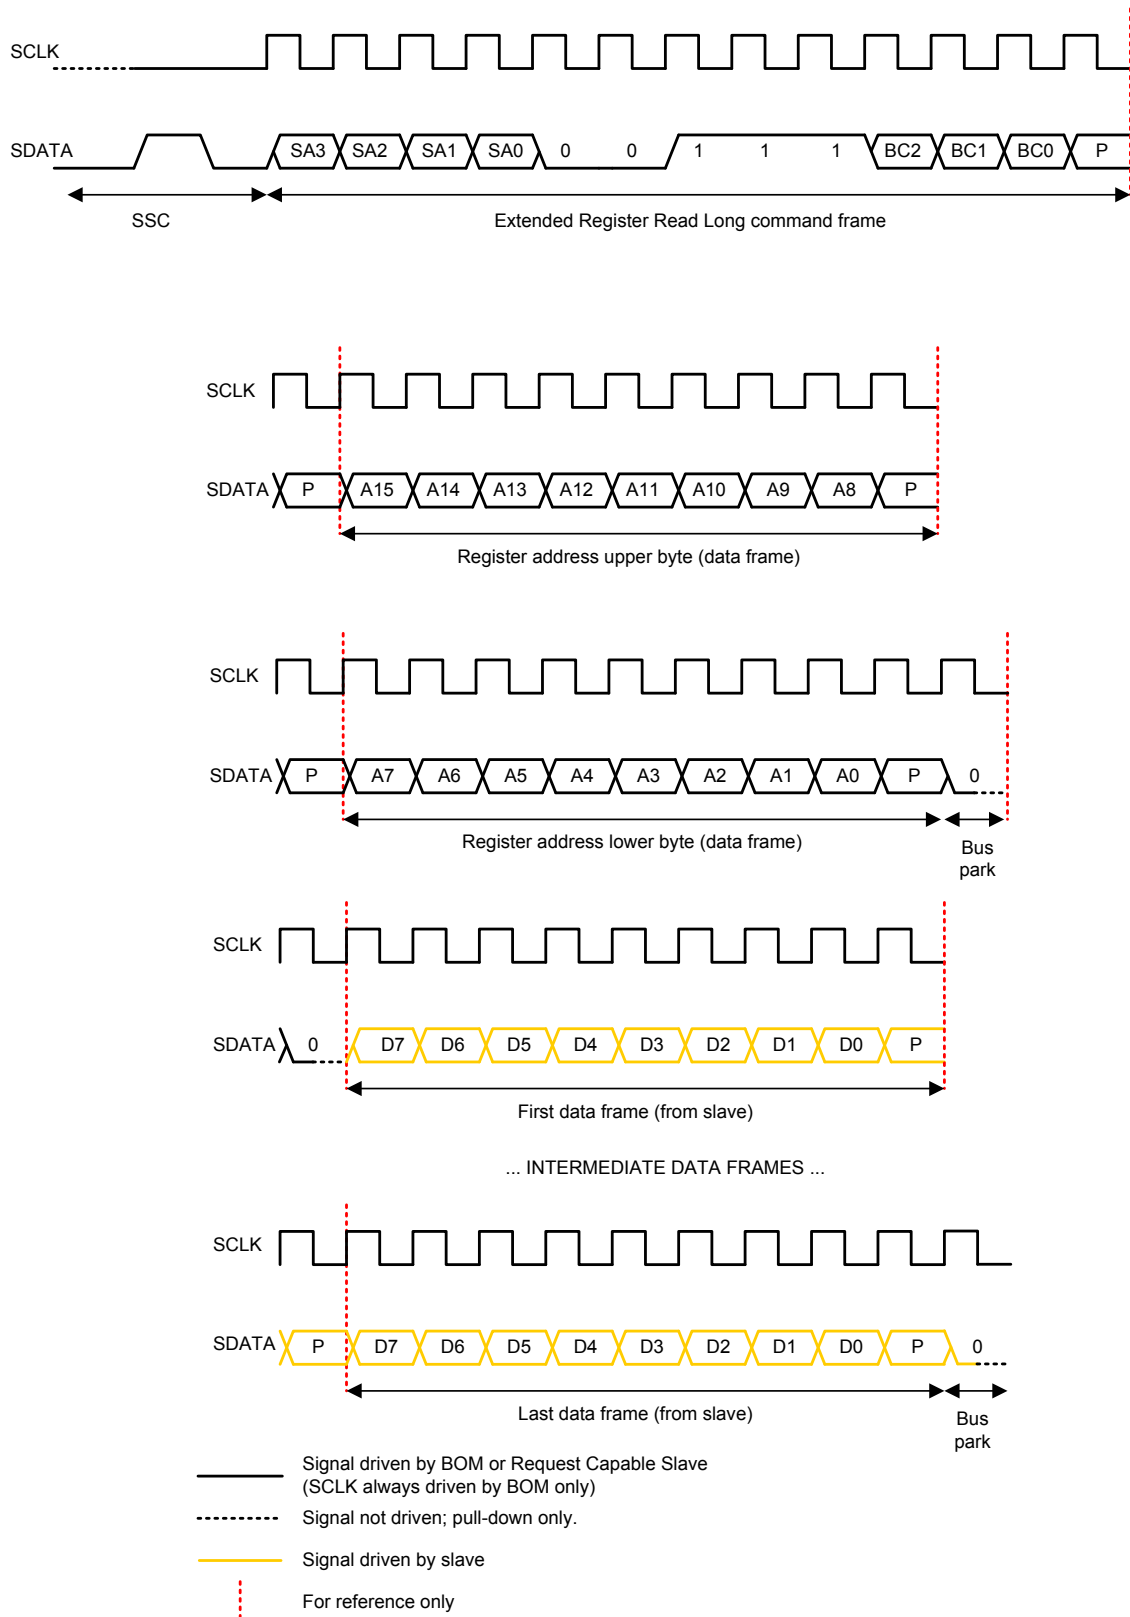 SCLK
SDATA SA3 SA2 SA1 SA0 0 0 1 1 1 BC2 BC1 BC0 P
SSC Extended Register Read Long command frame
SCLK
SDATA P A15 A14 A13 A12 A11 A10 A9 A8 P
Register address upper byte (data frame)
SCLK
SDATA P A7 A6 A5 A4 A3 A2 A1 A0 P 0
Register address lower byte (data frame) Bus
park
SCLK
SDATA 0 D7 D6 D5 D4 D3 D2 D1 D0 P
First data frame (from slave)
... INTERMEDIATE DATA FRAMES ...
SCLK
SDATA P D7 D6 D5 D4 D3 D2 D1 D0 P 0
Last data frame (from slave) Bus
park
Signal driven by BOM or Request Capable Slave
(SCLK always driven by BOM only)
Signal not driven; pull-down only.
Signal driven by slave
For reference only